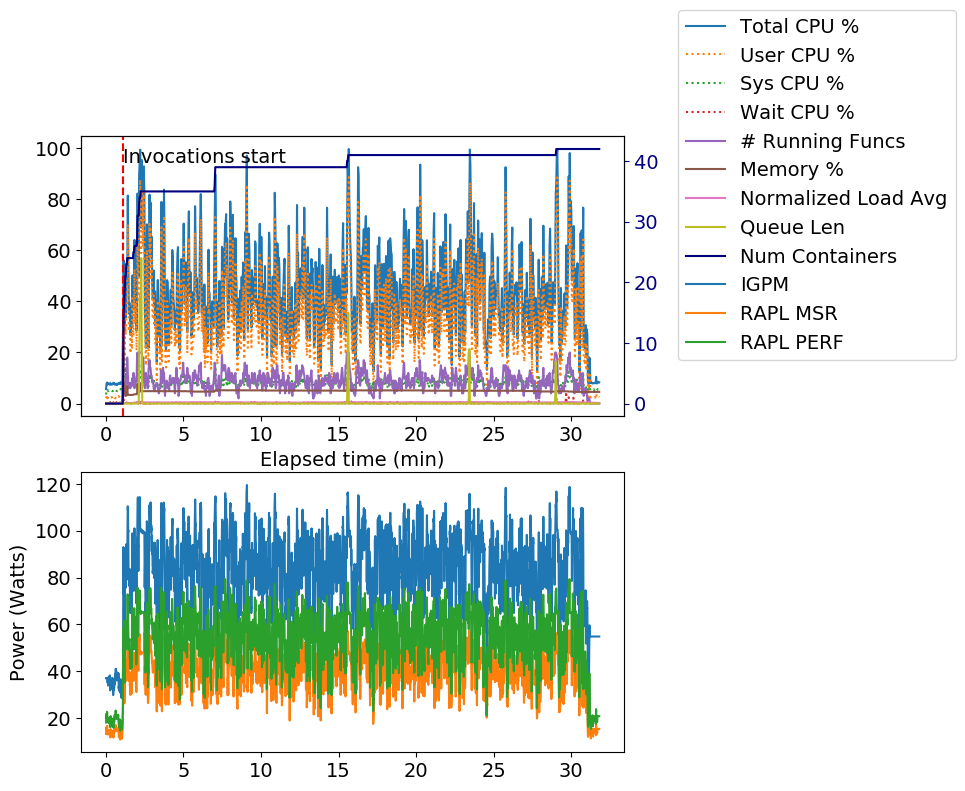 Total CPU %
User CPU %
Sys CPU %
Wait CPU %
# Running Funcs
Memory %
Normalized Load Avg
Queue Len
Num Containers
IGPM
RAPL MSR
RAPL PERF
Invocations start
100
80
60
40
20
0
40
30
20
10
0
0 5 10 15 20 25 30
Elapsed time (min)
Power (Watts)
120
100
80
60
40
20
0 5 10 15 20 25 30